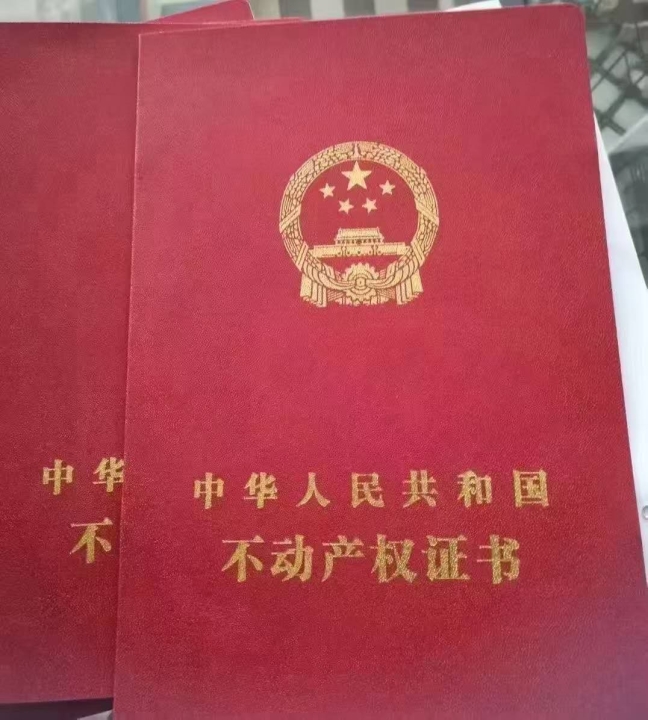 中华人民共和国
不动产权证书
中华
不